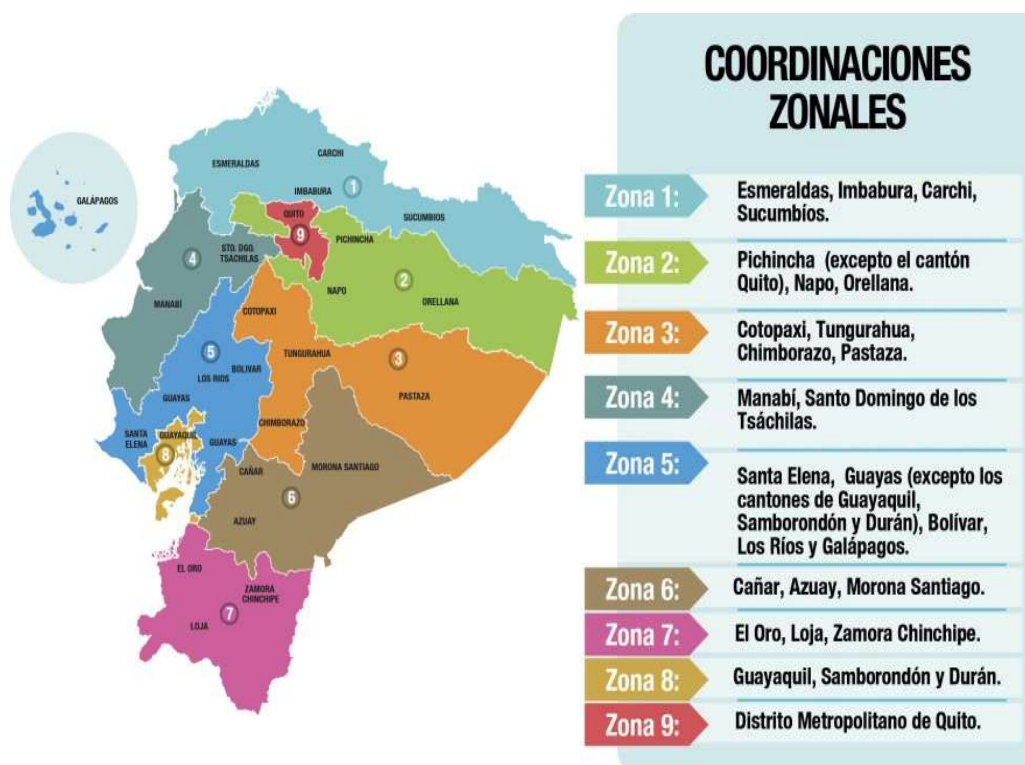 COORDINACIONES
ZONALES
GALÁPAGOS
ESMERALDAS
CARCHI
IMBABURA
1
SUCUMBIOS
QUITO
9
PICHINCHA
STO. DGO.
TSACHILAS
4
MANABÍ
NAPO
2
ORELLANA
COTOPAXI
TUNGURAHUA
3
PASTAZA
5
BOLIVAR
LOS RIOS
GUAYAS
CHIMBORAZO
SANTA
ELENA
GUAYAQUIL
8
GUAYAS
CAÑAR
MORONA SANTIAGO
6
AZUAY
EL ORO
ZAMORA
CHINCHIPE
7
LOJA
Zona 1:
Esmeraldas, Imbabura, Carchi,
Sucumbíos.
Zona 2:
Pichincha (excepto el cantón
Quito), Napo, Orellana.
Zona 3:
Cotopaxi, Tungurahua,
Chimborazo, Pastaza.
Zona 4:
Manabí, Santo Domingo de los
Tsáchilas.
Zona 5:
Santa Elena, Guayas (excepto los
cantones de Guayaquil,
Samborondón y Durán), Bolívar,
Los Ríos y Galápagos.
Zona 6:
Cañar, Azuay, Morona Santiago.
Zona 7:
El Oro, Loja, Zamora Chinchipe.
Zona 8:
Guayaquil, Samborondón y Durán.
Zona 9:
Distrito Metropolitano de Quito.